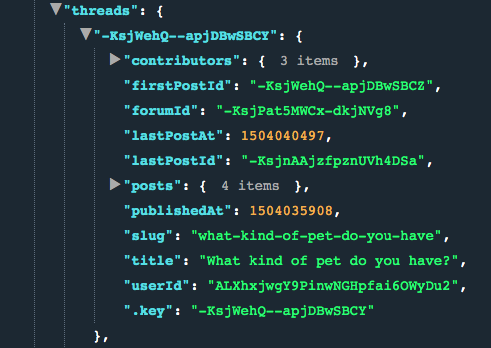 ▼"threads": {
▼"-KsjWehQ--apjDBwSBCY": {
▶"contributors": { 3 items },
"firstPostId": "-KsjWehQ--apjDBwSBCZ",
"forumId": "-KsjPat5MWCx-dkjNVg8",
"lastPostAt": 1504040497,
"lastPostId": "-KsjnAAjzfpznUVh4DSa",
▶"posts": { 4 items },
"publishedAt": 1504035908,
"slug": "what-kind-of-pet-do-you-have",
"title": "What kind of pet do you have?",
"userId": "ALXhxjwgY9PinwNGHpfai6OWyDu2",
".key": "-KsjWehQ--apjDBwSBCY"
},